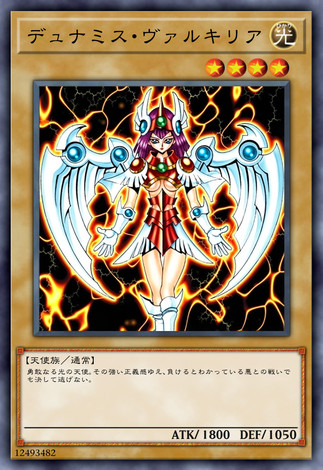 デュナミス・ヴァルキリア
光
【天使族／通常】
勇敢なる光の天使。その強い正義感ゆえ、負けるとわかっている悪との戦いで
も決して逃げない。
ATK/ 1800 DEF/1050
12493482